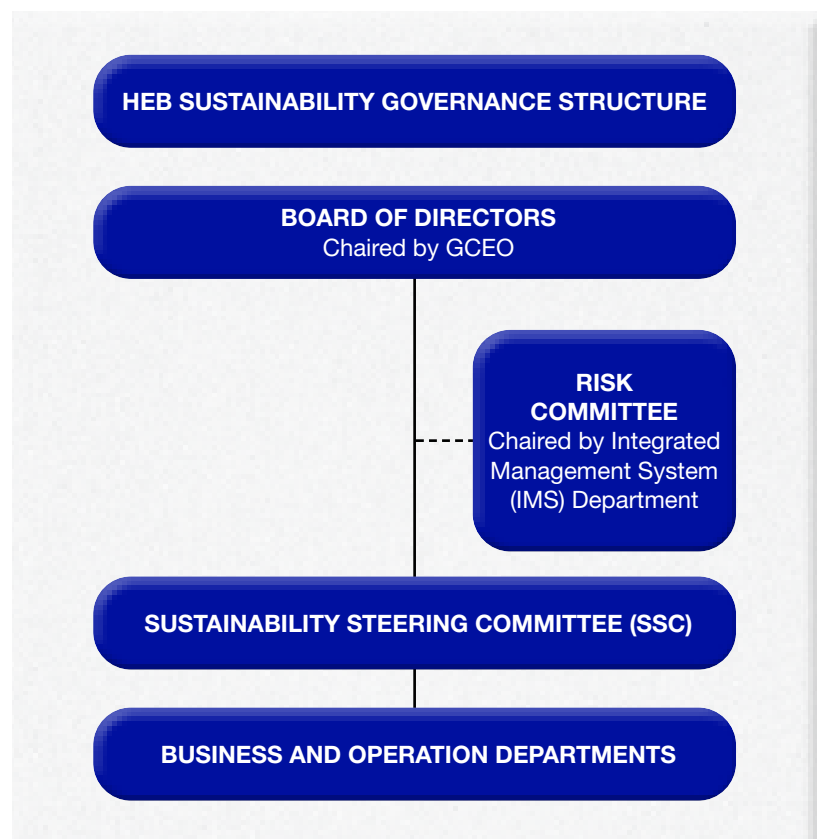 HEB SUSTAINABILITY GOVERNANCE STRUCTURE
BOARD OF DIRECTORS
Chaired by GCEO
RISK
COMMITTEE
Chaired by Integrated
Management System
(IMS) Department
SUSTAINABILITY STEERING COMMITTEE (SSC)
BUSINESS AND OPERATION DEPARTMENTS